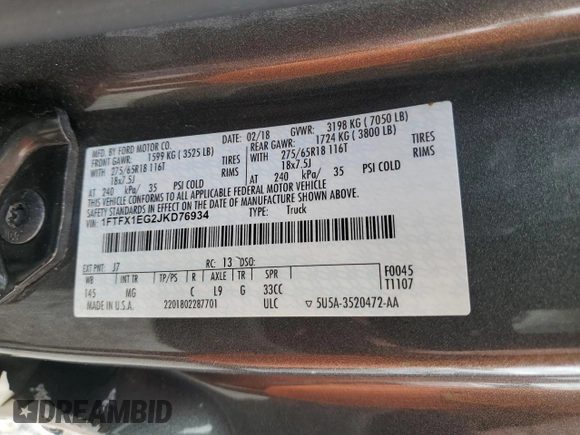 MFD. BY FORD MOTOR CO. DATE: 02/18 GVWR: 3198 KG ( 7050 LB)
FRONT GAWR: 1599 KG ( 3525 LB) REAR GAWR: 1724 KG ( 3800 LB)
WITH 275/65R18 116T TIRES WITH 275/65R18 116T TIRES
18x7.5J RIMS 18x7.5J RIMS
AT 240 kPa/ 35 PSI COLD AT 240 kPa/ 35 PSI COLD
THIS VEHICLE CONFORMS TO ALL APPLICABLE FEDERAL MOTOR VEHICLE
SAFETY STANDARDS IN EFFECT ON THE DATE OF MANUFACTURE SHOWN ABOVE.
VIN: 1FTFX1EG2JKD76934 TYPE: Truck
EXT PNT: J7 RC: 13 DSO: F0045
WB INT TR TP/PS R AXLE TR SPR T1107
145 MG C L9 G 33CC
MADE IN U.S.A. 2201802287701 ULC ▽ 5U5A-3520472-AA
DREAMBID